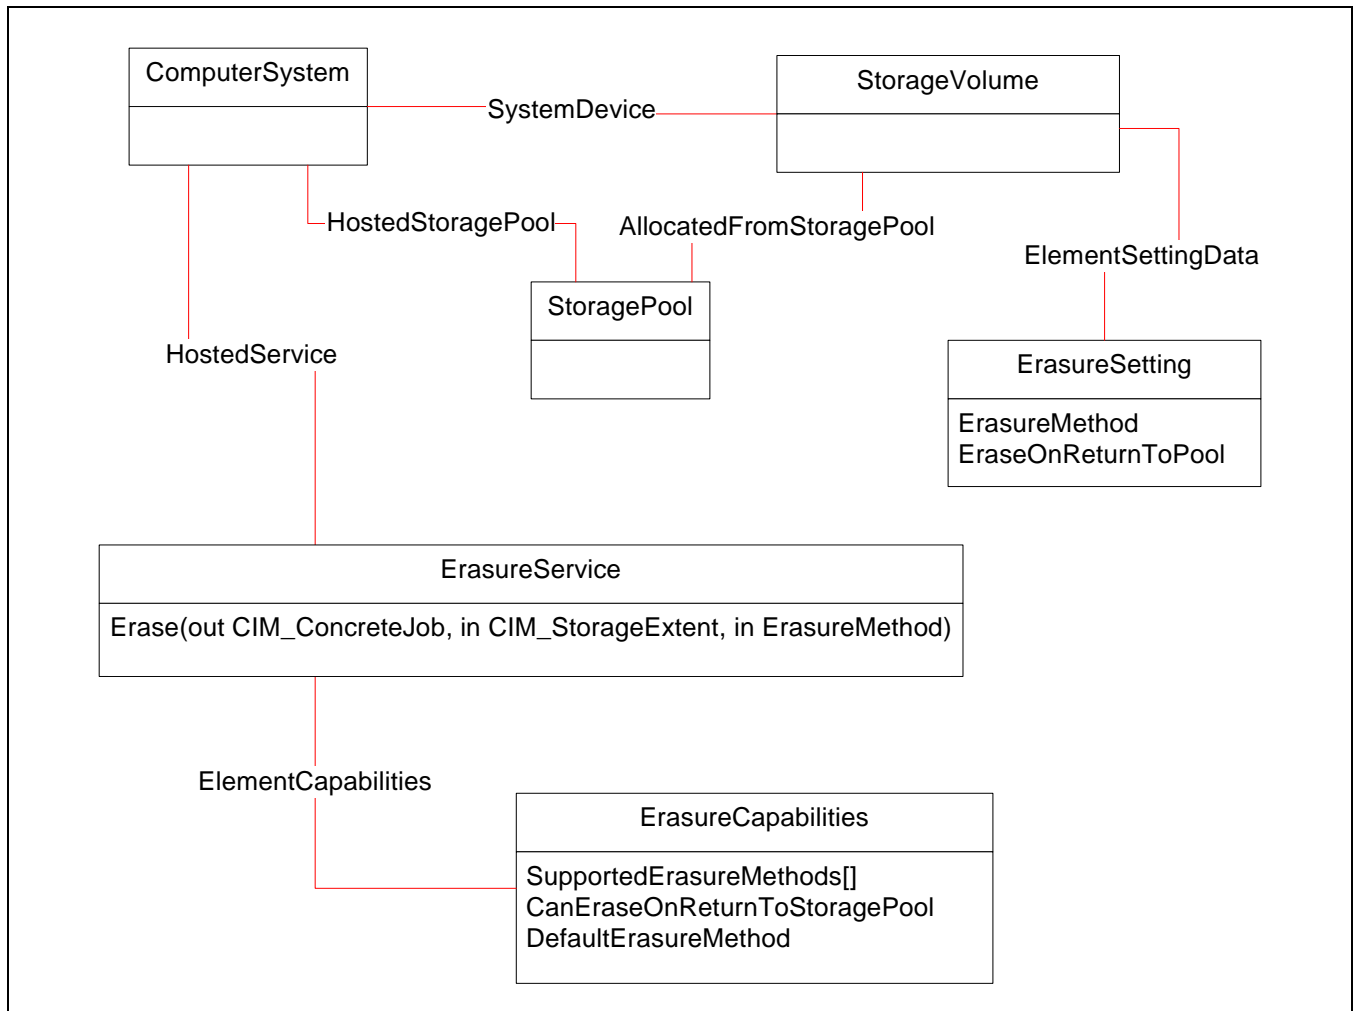 ComputerSystem
StorageVolume
SystemDevice
HostedStoragePool
AllocatedFromStoragePool
ElementSettingData
StoragePool
HostedService
ErasureSetting
ErasureMethod
EraseOnReturnToPool
ErasureService
Erase(out CIM_ConcreteJob, in CIM_StorageExtent, in ErasureMethod)
ElementCapabilities
ErasureCapabilities
SupportedErasureMethods[]
CanEraseOnReturnToStoragePool
DefaultErasureMethod